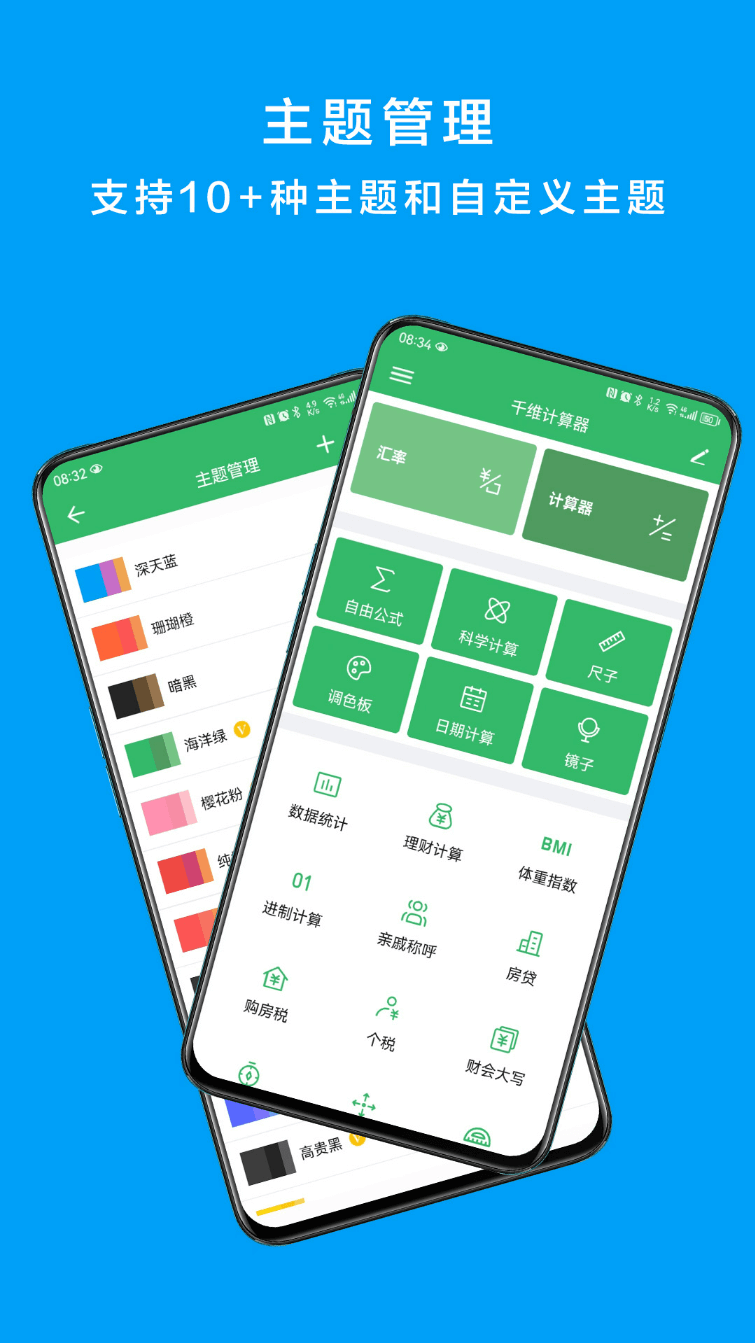 主题管理
支持10+种主题和自定义主题
08:32
4.9
K/s
主题管理
深天蓝
珊瑚橙
暗黑
海洋绿
V
樱花粉
高贵黑
08:34
1.2
K/s
千维计算器
汇率
计算器
自由公式
科学计算
尺子
调色板
日期计算
镜子
数据统计
理财计算
BMI
体重指数
01
进制计算
亲戚称呼
房贷
购房税
个税
财会大写